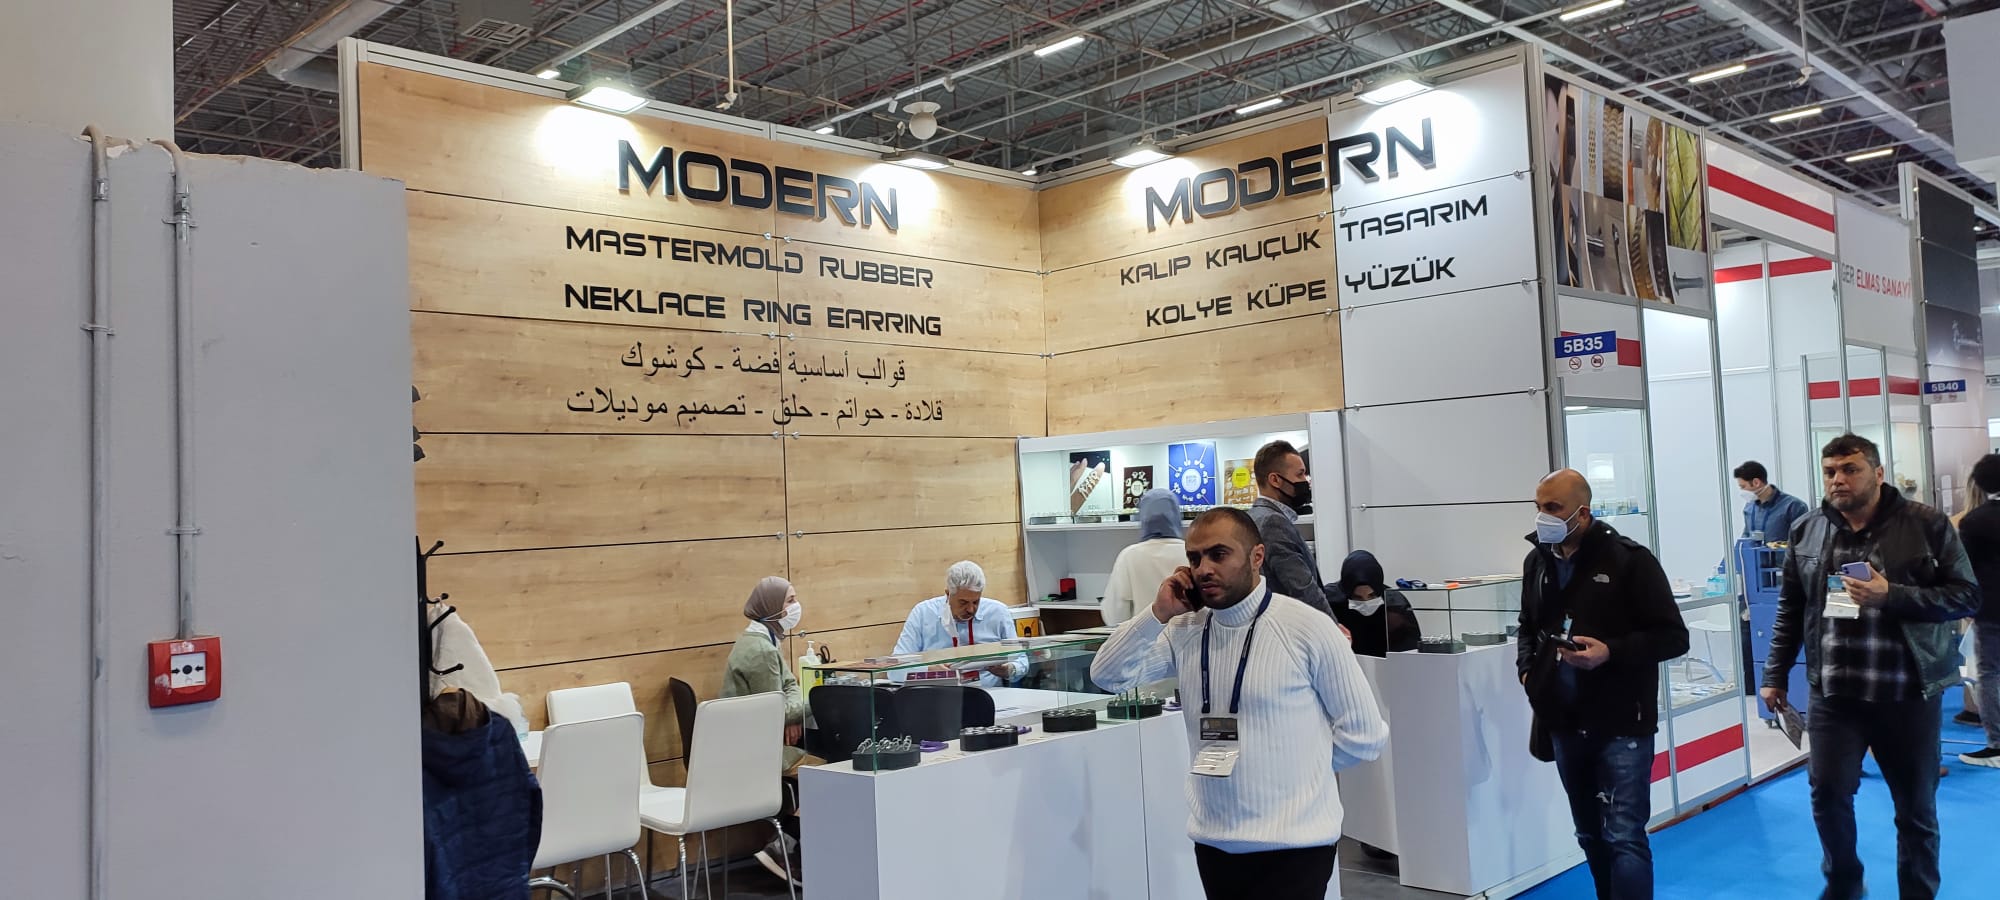 MODERN
MASTERMOLD RUBBER
NEKLACE RING EARRING
قوالب أساسية فضة - كوشوك
قلادة - حواتم - حلق - تصميم موديلات
MODERN
KALIP KAUÇUK TASARIM
KOLYE KÜPE YÜZÜK
5B35
ELMAS SANAYİ
5B40